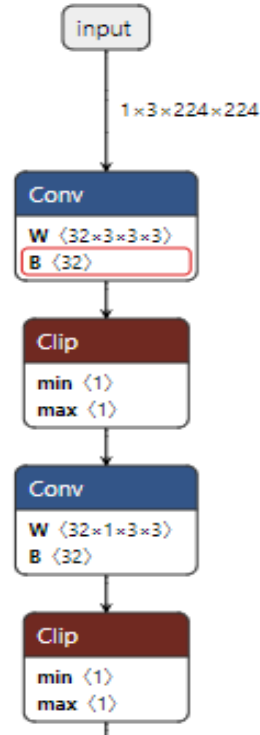 input
1×3×224×224
Conv
W ⟨32×3×3×3⟩
B ⟨32⟩
Clip
min ⟨1⟩
max ⟨1⟩
Conv
W ⟨32×1×3×3⟩
B ⟨32⟩
Clip
min ⟨1⟩
max ⟨1⟩